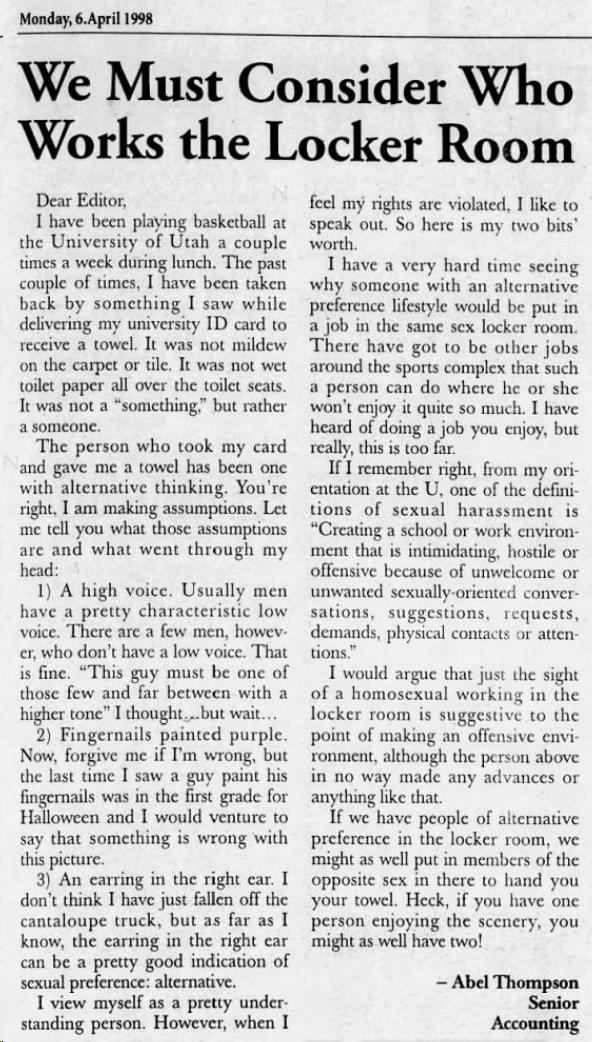 Monday, 6.April 1998
We Must Consider Who
Works the Locker Room
Dear Editor,
I have been playing basketball at
the University of Utah a couple
times a week during lunch. The past
couple of times, I have been taken
back by something I saw while
delivering my university ID card to
receive a towel. It was not mildew
on the carpet or tile. It was not wet
toilet paper all over the toilet seats.
It was not a “something,” but rather
a someone.
The person who took my card
and gave me a towel has been one
with alternative thinking. You’re
right, I am making assumptions. Let
me tell you what those assumptions
are and what went through my
head:
1) A high voice. Usually men
have a pretty characteristic low
voice. There are a few men, howev-
er, who don’t have a low voice. That
is fine. “This guy must be one of
those few and far between with a
higher tone” I thought...but wait...
2) Fingernails painted purple.
Now, forgive me if I’m wrong, but
the last time I saw a guy paint his
fingernails was in the first grade for
Halloween and I would venture to
say that something is wrong with
this picture.
3) An earring in the right ear. I
don’t think I have just fallen off the
cantaloupe truck, but as far as I
know, the earring in the right ear
can be a pretty good indication of
sexual preference: alternative.
I view myself as a pretty under-
standing person. However, when I
feel my rights are violated, I like to
speak out. So here is my two bits’
worth.
I have a very hard time seeing
why someone with an alternative
preference lifestyle would be put in
a job in the same sex locker room.
There have got to be other jobs
around the sports complex that such
a person can do where he or she
won’t enjoy it quite so much. I have
heard of doing a job you enjoy, but
really, this is too far.
If I remember right, from my ori-
entation at the U, one of the defini-
tions of sexual harassment is
“Creating a school or work environ-
ment that is intimidating, hostile or
offensive because of unwelcome or
unwanted sexually-oriented conver-
sations, suggestions, requests,
demands, physical contacts or atten-
tions.”
I would argue that just the sight
of a homosexual working in the
locker room is suggestive to the
point of making an offensive envi-
ronment, although the person above
in no way made any advances or
anything like that.
If we have people of alternative
preference in the locker room, we
might as well put in members of the
opposite sex in there to hand you
your towel. Heck, if you have one
person enjoying the scenery, you
might as well have two!
– Abel Thompson
Senior
Accounting